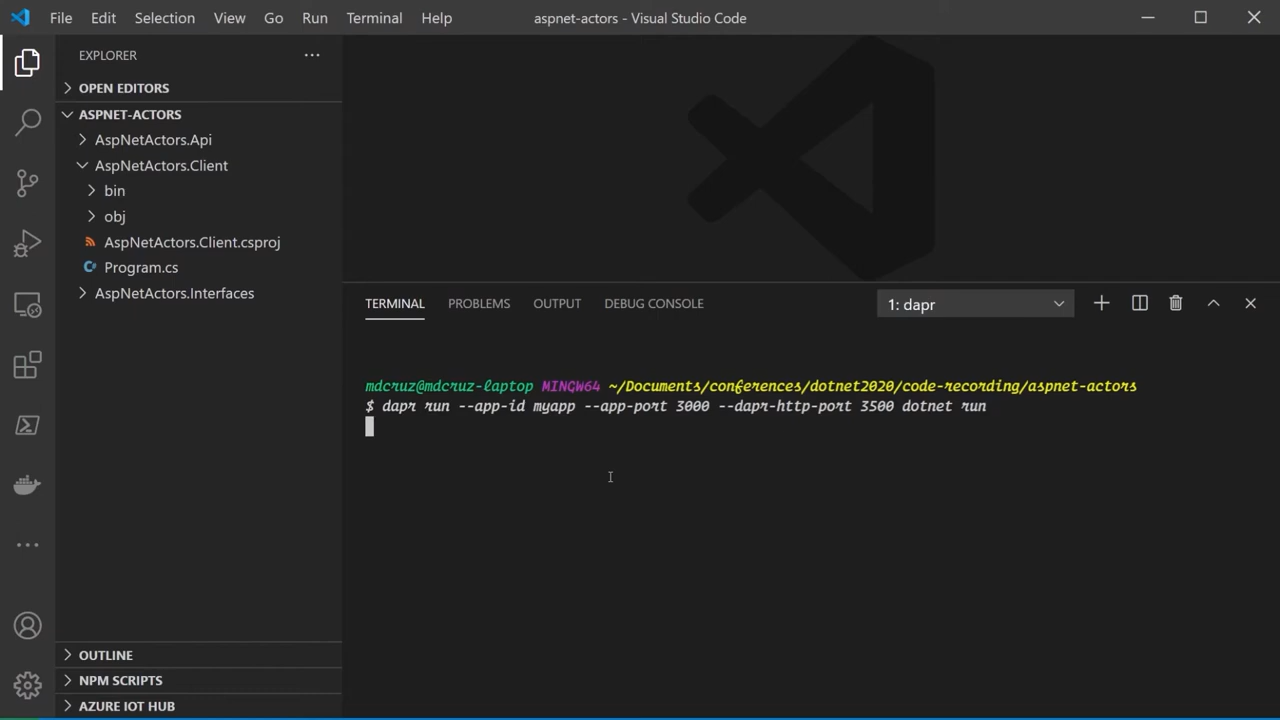 File Edit Selection View Go Run Terminal Help
aspnet-actors - Visual Studio Code
EXPLORER
OPEN EDITORS
ASPNET-ACTORS
AspNetActors.Api
AspNetActors.Client
bin
obj
AspNetActors.Client.csproj
C# Program.cs
AspNetActors.Interfaces
OUTLINE
NPM SCRIPTS
AZURE IOT HUB
TERMINAL PROBLEMS OUTPUT DEBUG CONSOLE
1: dapr
mdcruz@mdcruz-laptop MINGW64 ~/Documents/conferences/dotnet2020/code-recording/aspnet-actors
$ dapr run --app-id myapp --app-port 3000 --dapr-http-port 3500 dotnet run